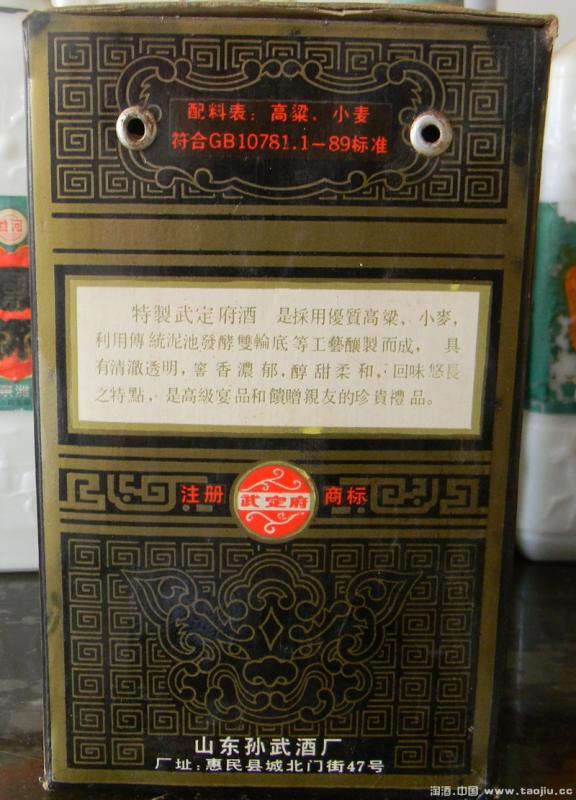 配料表：高粱、小麦
符合GB10781.1-89标准
特製武定府酒 是採用優質高粱、小麥，
利用傳統泥池發酵雙輪底等工藝釀製而成，具
有清澈透明，窖香濃郁，醇甜柔和，回味悠長
之特點，是高級宴品和饋贈親友的珍貴禮品。
注册 武定府 商标
山东孙武酒厂
厂址：惠民县城北门街47号
淘酒.中国 www.taojiu.cc